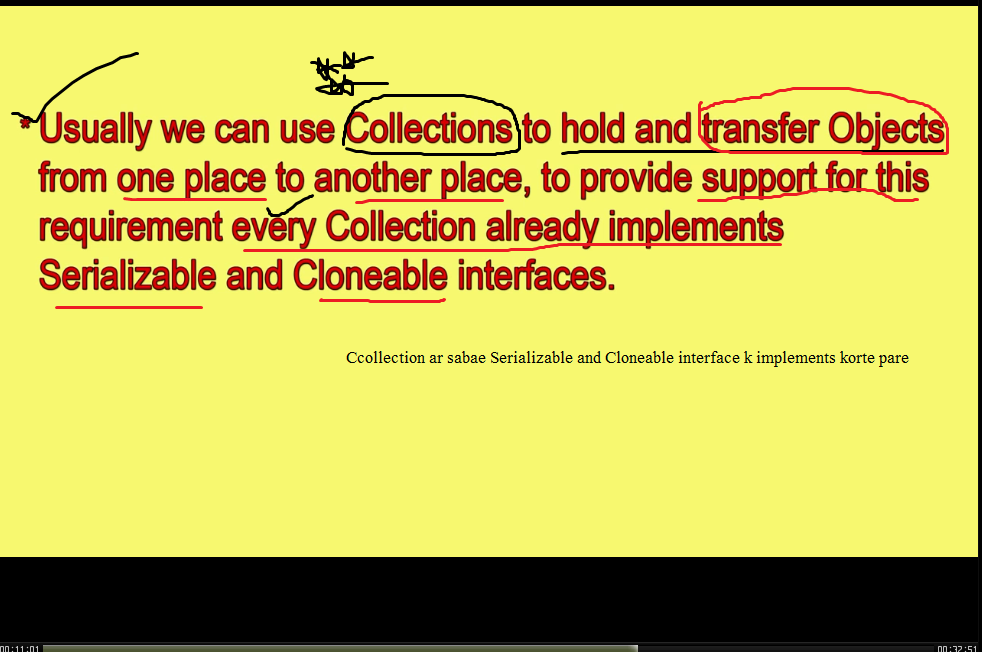 * Usually we can use Collections to hold and transfer Objects
from one place to another place, to provide support for this
requirement every Collection already implements
Serializable and Cloneable interfaces.
Ccollection ar sabae Serializable and Cloneable interface k implements korte pare
00:11:01 00:32:51